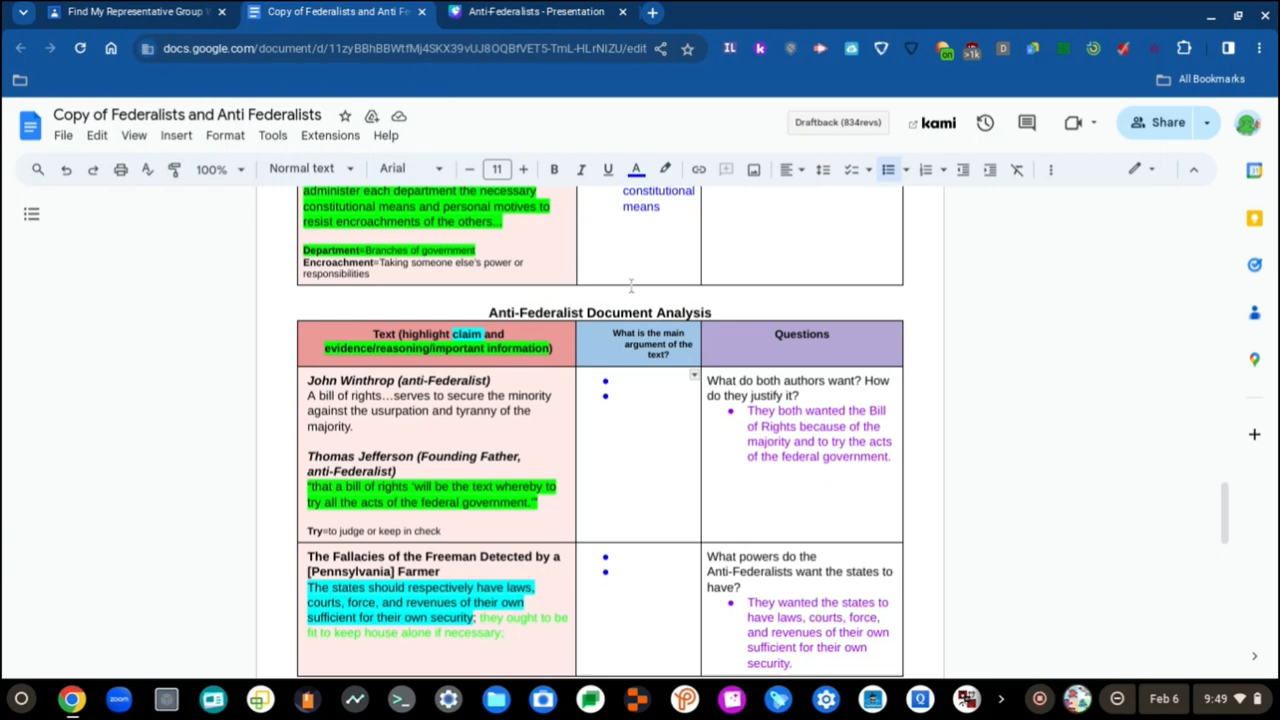 Find My Representative Group
Copy of Federalists and Anti Fe
Anti-Federalists - Presentation
docs.google.com/document/d/11zyBBhBBWtfMj4SKX39vUJ8OQBfVET5-TmL-HLrNIZU/edit
IL
k
on
>1k
D
All Bookmarks
Copy of Federalists and Anti Federalists
File Edit View Insert Format Tools Extensions Help
Draftback (834revs)
kami
Share
100%
Normal text
Arial
11
B I U A
administer each department the necessary
constitutional means and personal motives to
resist encroachments of the others...
Department=Branches of government
Encroachment=Taking someone else's power or
responsibilities
constitutional
means
Anti-Federalist Document Analysis
Text (highlight claim and
evidence/reasoning/important information)
What is the main
argument of the
text?
Questions
John Winthrop (anti-Federalist)
A bill of rights…serves to secure the minority
against the usurpation and tyranny of the
majority.
Thomas Jefferson (Founding Father,
anti-Federalist)
"that a bill of rights 'will be the text whereby to
try all the acts of the federal government.'"
Try=to judge or keep in check
What do both authors want? How
do they justify it?
They both wanted the Bill
of Rights because of the
majority and to try the acts
of the federal government.
The Fallacies of the Freeman Detected by a
[Pennsylvania] Farmer
The states should respectively have laws,
courts, force, and revenues of their own
sufficient for their own security; they ought to be
fit to keep house alone if necessary;
What powers do the
Anti-Federalists want the states to
have?
They wanted the states to
have laws, courts, force,
and revenues of their own
sufficient for their own
security.
zoom
Q
Feb 6
9:49